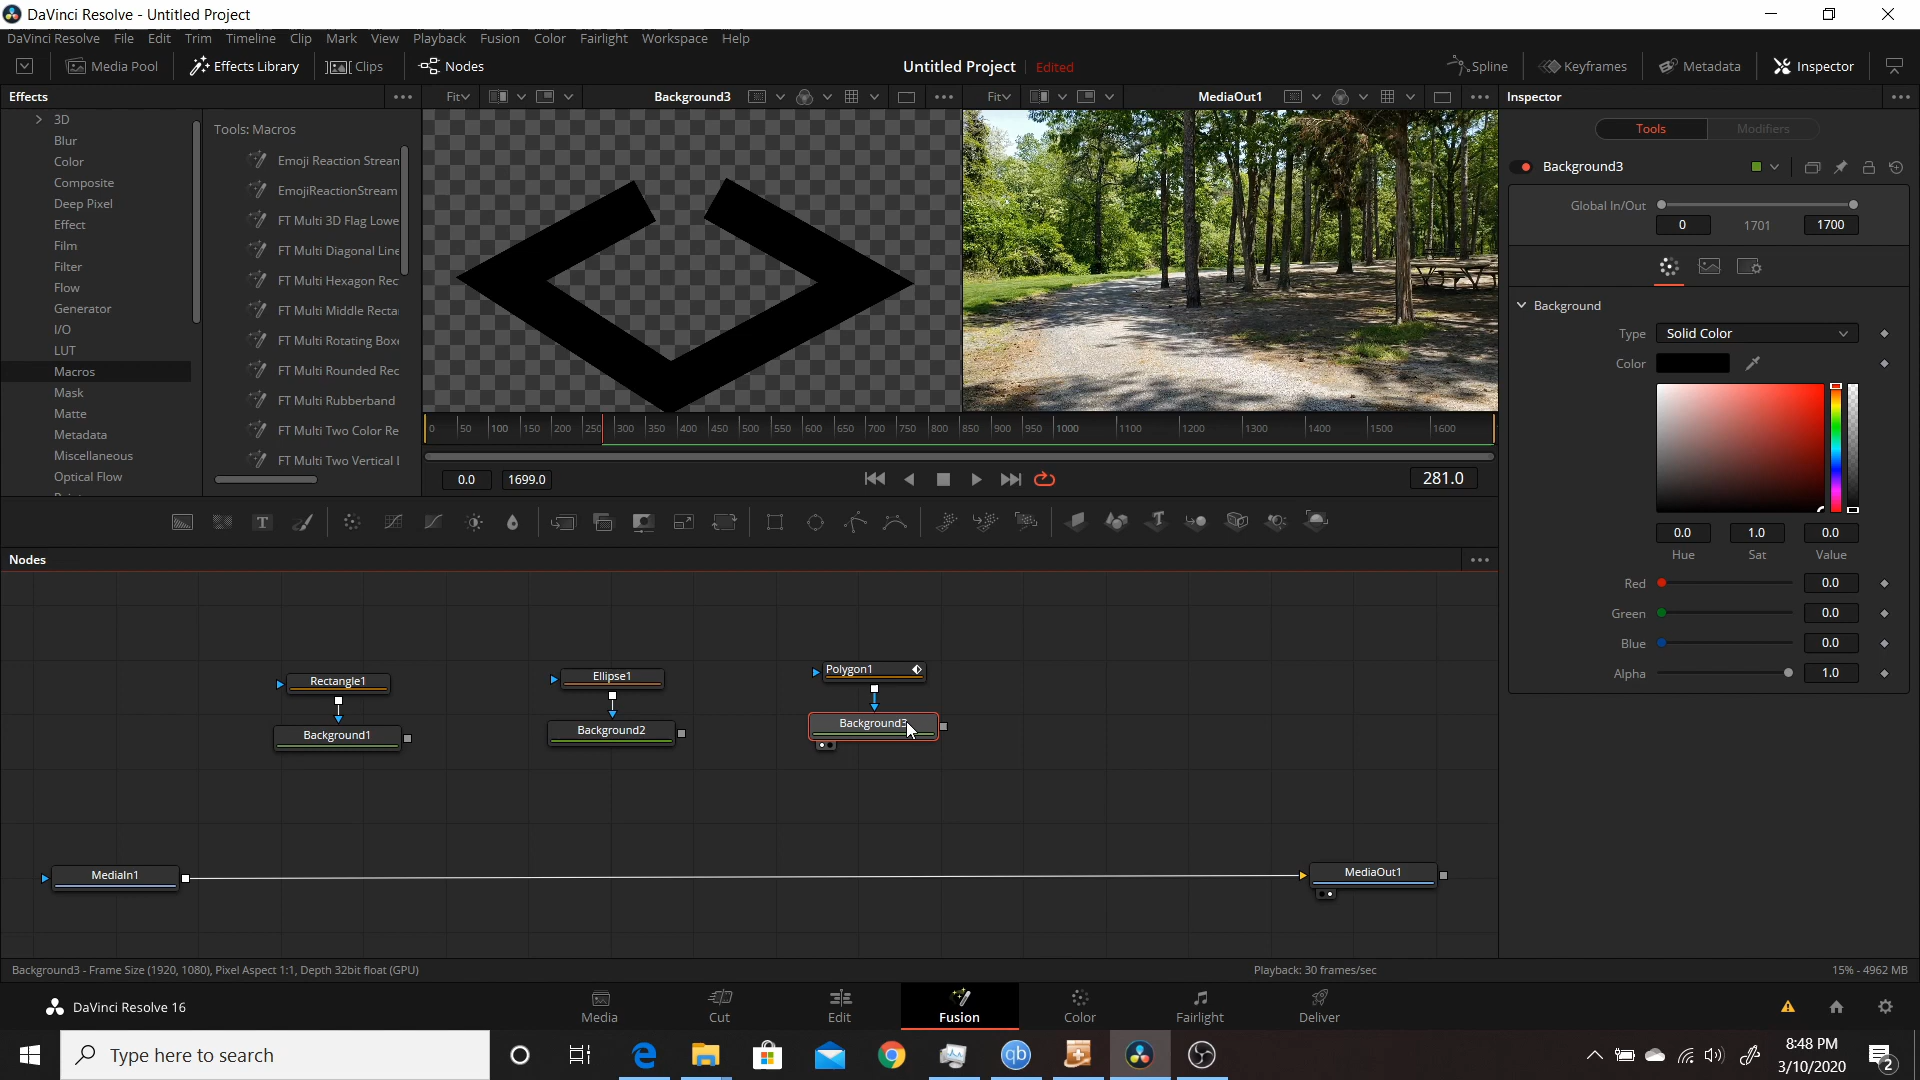 DaVinci Resolve - Untitled Project
DaVinci Resolve File Edit Trim Timeline Clip Mark View Playback Fusion Color Fairlight Workspace Help
Media Pool Effects Library Clips Nodes Untitled Project Edited Spline Keyframes Metadata Inspector
Effects Fit Background3 Fit MediaOut1 Inspector
3D
Blur
Color
Composite
Deep Pixel
Effect
Film
Filter
Flow
Generator
I/O
LUT
Macros
Mask
Matte
Metadata
Miscellaneous
Optical Flow
Tools: Macros
Emoji Reaction Strean
EmojiReactionStream
FT Multi 3D Flag Lowe
FT Multi Diagonal Line
FT Multi Hexagon Rec
FT Multi Middle Recta
FT Multi Rotating Boxe
FT Multi Rounded Rec
FT Multi Rubberband
FT Multi Two Color Re
FT Multi Two Vertical I
0 50 100 150 200 250 300 350 400 450 500 550 600 650 700 750 800 850 900 950 1000 1100 1200 1300 1400 1500 1600
0.0 1699.0 281.0
Tools Modifiers
Background3
Global In/Out
0 1701 1700
Background
Type Solid Color
Color
0.0 1.0 0.0
Hue Sat Value
Red 0.0
Green 0.0
Blue 0.0
Alpha 1.0
T
Nodes
Rectangle1 Ellipse1 Polygon1
Background1 Background2 Background3
MediaIn1 MediaOut1
Background3 - Frame Size (1920, 1080), Pixel Aspect 1:1, Depth 32bit float (GPU) Playback: 30 frames/sec 15% - 4962 MB
DaVinci Resolve 16 Media Cut Edit Fusion Color Fairlight Deliver
Type here to search qb 8:48 PM
3/10/2020 2